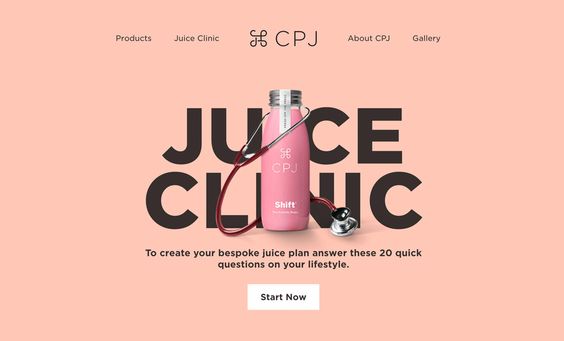 Products
Juice Clinic
CPJ
About CPJ
Gallery
JUICE
CPJ
CLINIC
Shift
To create your bespoke juice plan answer these 20 quick
questions on your lifestyle.
Start Now